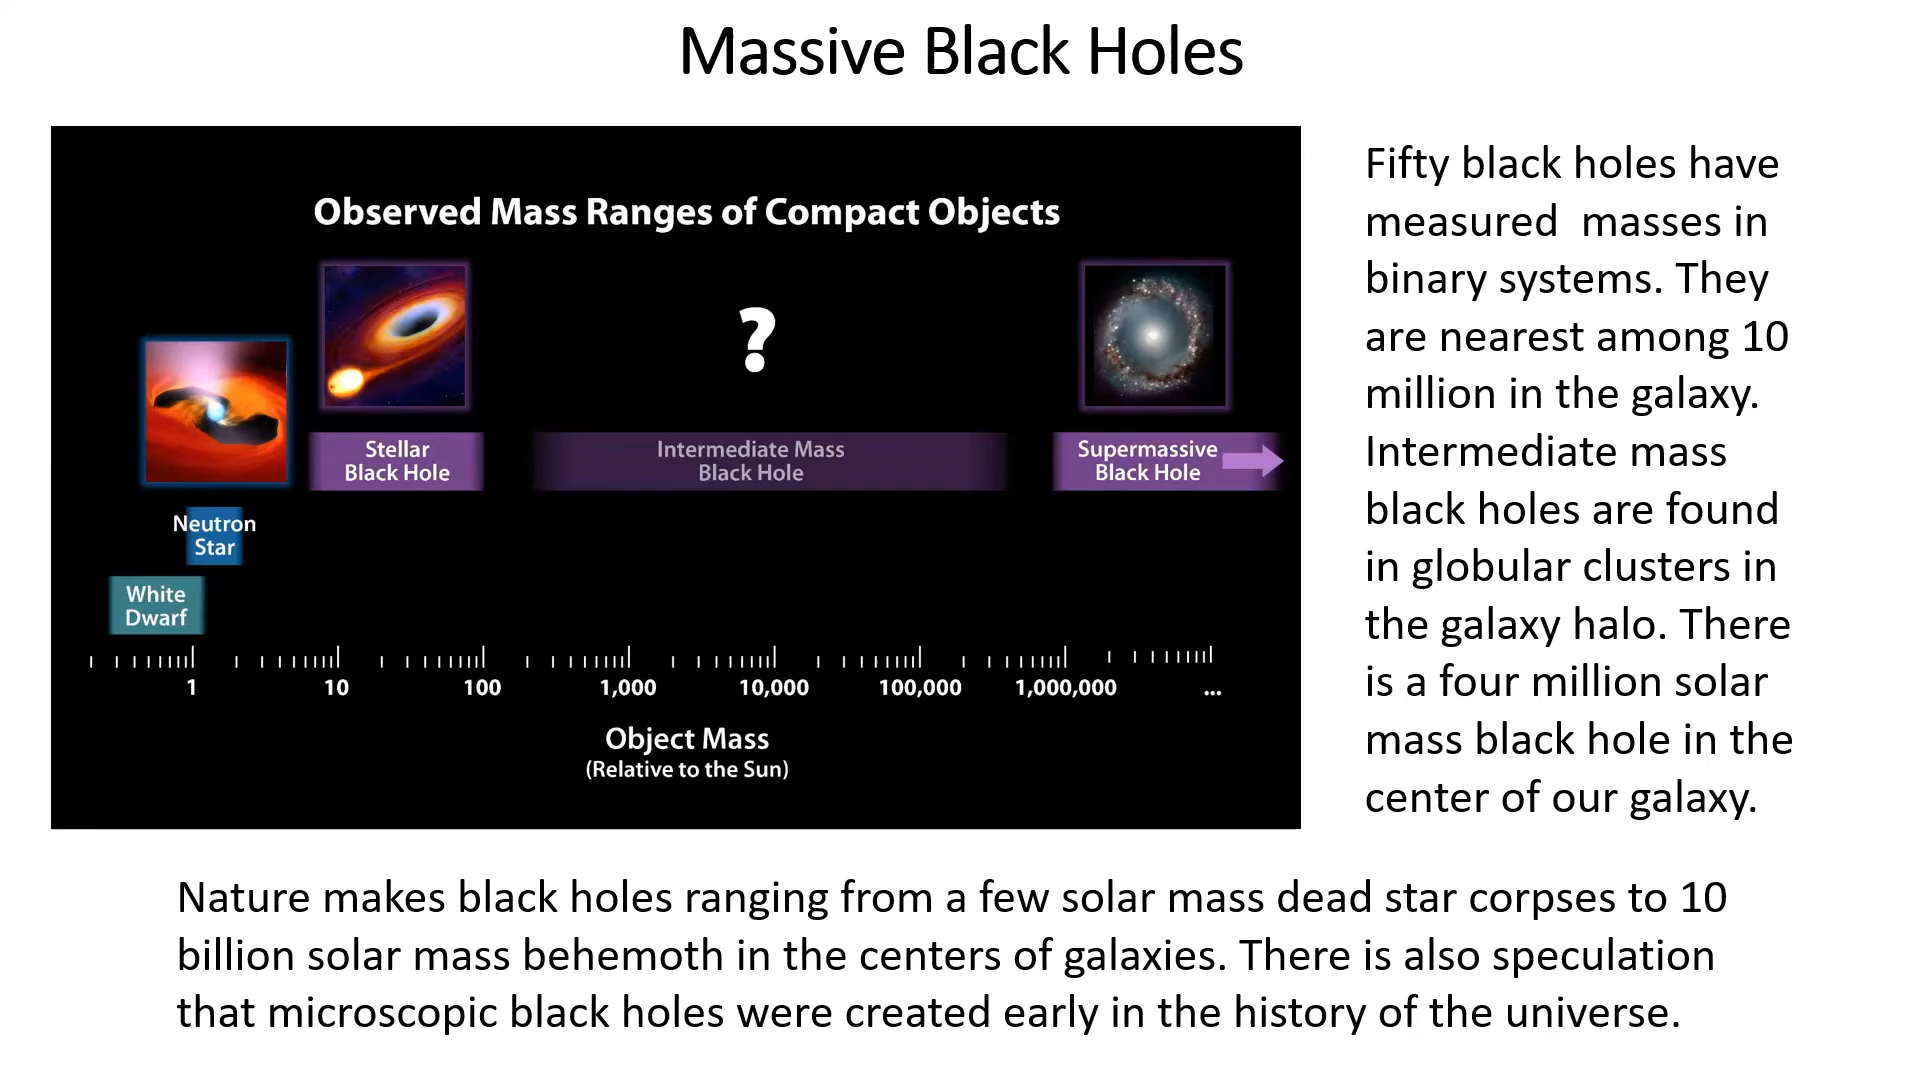 Massive Black Holes
Observed Mass Ranges of Compact Objects
?
Stellar
Black Hole
Intermediate Mass
Black Hole
Supermassive
Black Hole
Neutron
Star
White
Dwarf
1 10 100 1,000 10,000 100,000 1,000,000 ...
Object Mass
(Relative to the Sun)
Fifty black holes have
measured  masses in
binary systems. They
are nearest among 10
million in the galaxy.
Intermediate mass
black holes are found
in globular clusters in
the galaxy halo. There
is a four million solar
mass black hole in the
center of our galaxy.
Nature makes black holes ranging from a few solar mass dead star corpses to 10
billion solar mass behemoth in the centers of galaxies. There is also speculation
that microscopic black holes were created early in the history of the universe.